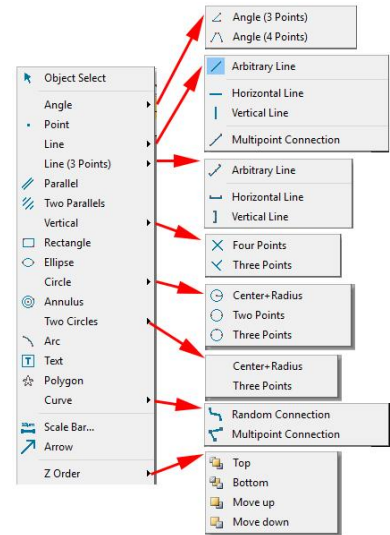 Object Select
Angle
Point
Line
Line (3 Points)
Parallel
Two Parallels
Vertical
Rectangle
Ellipse
Circle
Annulus
Two Circles
Arc
Text
Polygon
Curve
Scale Bar...
Arrow
Z Order
Angle (3 Points)
Angle (4 Points)
Arbitrary Line
Horizontal Line
Vertical Line
Multipoint Connection
Arbitrary Line
Horizontal Line
Vertical Line
Four Points
Three Points
Center+Radius
Two Points
Three Points
Center+Radius
Three Points
Random Connection
Multipoint Connection
Top
Bottom
Move up
Move down